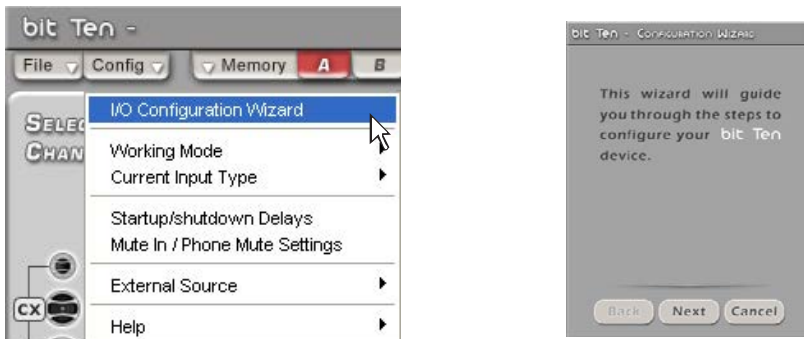 bit Ten -
File Config Memory A B
I/O Configuration Wizard
Working Mode
Current Input Type
Startup/shutdown Delays
Mute In / Phone Mute Settings
External Source
Help
CX
bit Ten - Configuration Wizard
This wizard will guide
you through the steps to
configure your bit Ten
device.
Back Next Cancel